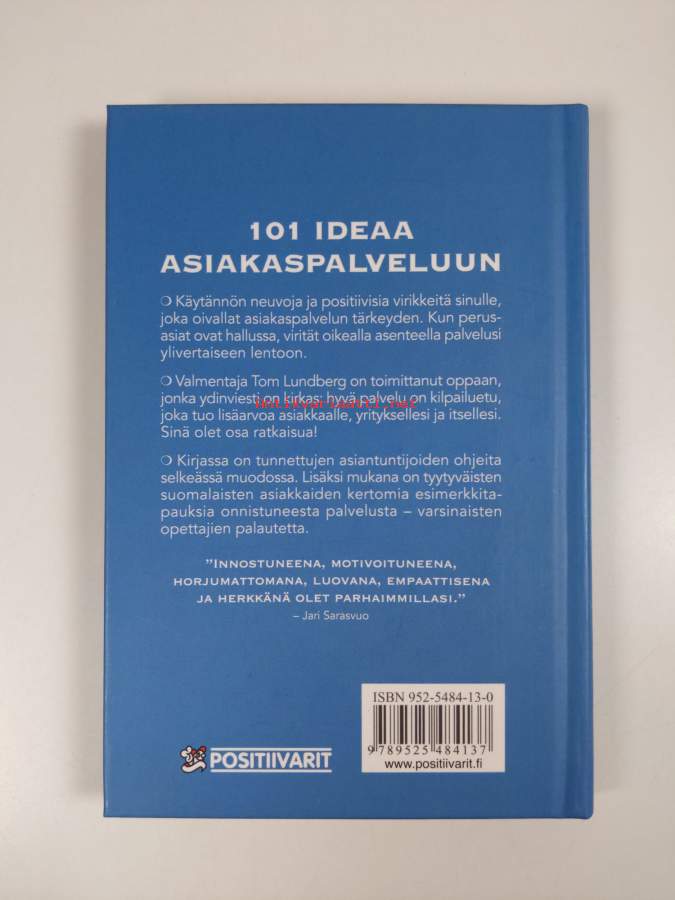 101 IDEAA
ASIAKASPALVELUUN
❍ Käytännön neuvoja ja positiivisia virikkeitä sinulle,
joka oivallat asiakaspalvelun tärkeyden. Kun perus-
asiat ovat hallussa, virität oikealla asenteella palvelusi
ylivertaiseen lentoon.
❍ Valmentaja Tom Lundberg on toimittanut oppaan,
jonka ydinviesti on kirkas: hyvä palvelu on kilpailuetu,
antikvariaatti.net
joka tuo lisäarvoa asiakkaalle, yrityksellesi ja itsellesi.
Sinä olet osa ratkaisua!
❍ Kirjassa on tunnettujen asiantuntijoiden ohjeita
selkeässä muodossa. Lisäksi mukana on tyytyväisten
suomalaisten asiakkaiden kertomia esimerkkita-
pauksia onnistuneesta palvelusta – varsinaisten
opettajien palautetta.
”INNOSTUNEENA, MOTIVOITUNEENA,
HORJUMATTOMANA, LUOVANA, EMPAATTISENA
JA HERKKÄNÄ OLET PARHAIMMILLASI.”
– Jari Sarasvuo
ISBN 952-5484-13-0
9 789525 484137
www.positiivarit.fi
POSITIIVARIT